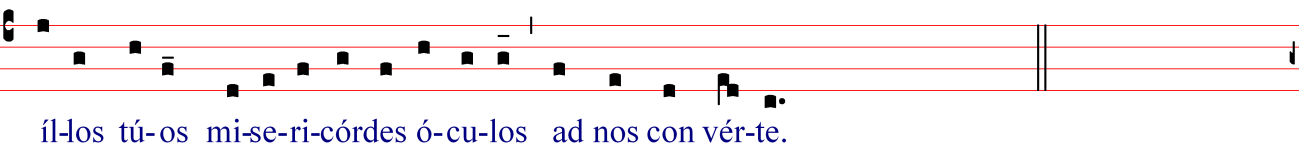 íl-los tú-os mi-se-ri-córdes ó-cu-los ad nos con vér-te.